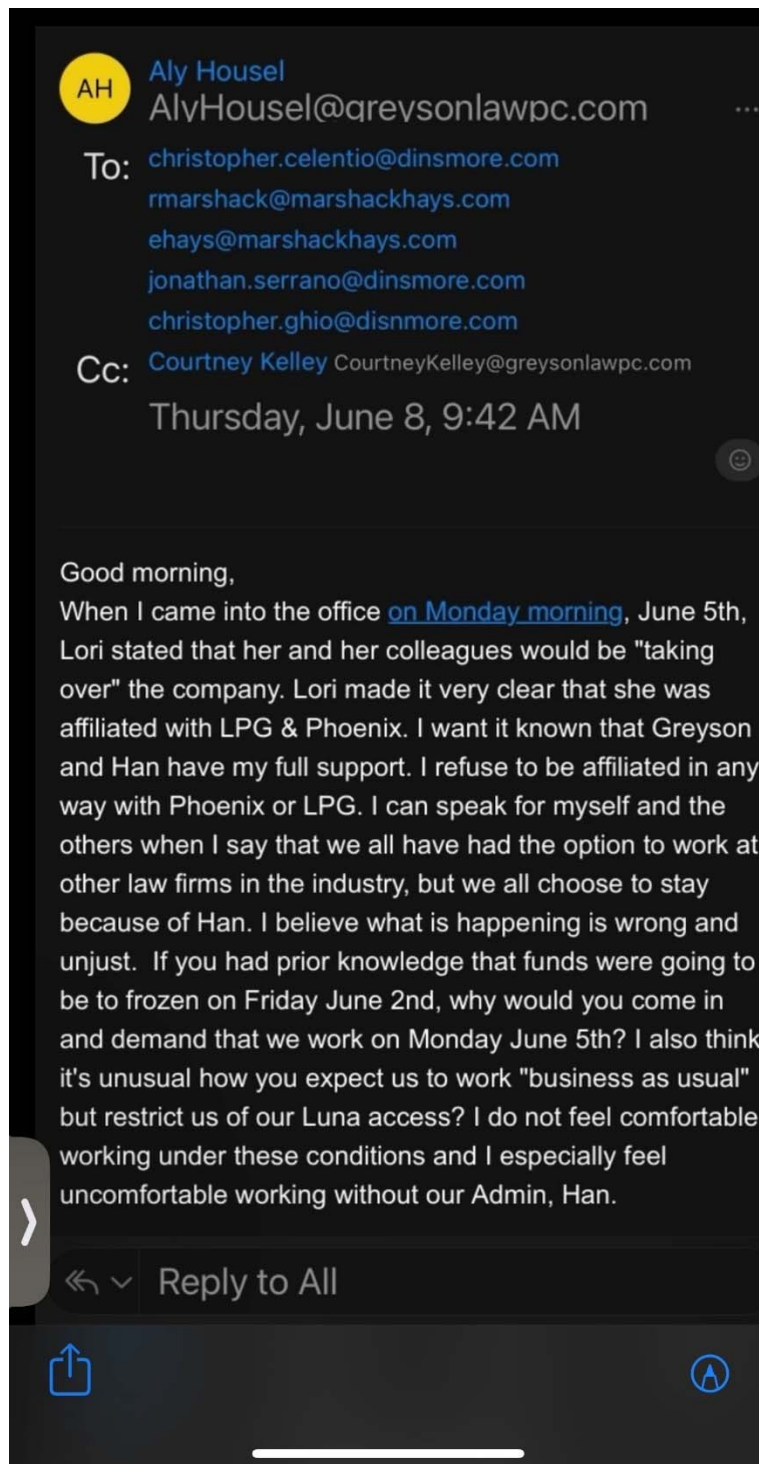 AH
Aly Housel
AlyHousel@greysonlawpc.com
To:
christopher.celentio@dinsmore.com
rmarshack@marshackhays.com
ehays@marshackhays.com
jonathan.serrano@dinsmore.com
christopher.ghio@disnmore.com
Cc:
Courtney Kelley CourtneyKelley@greysonlawpc.com
Thursday, June 8, 9:42 AM
Good morning,
When I came into the office on Monday morning, June 5th,
Lori stated that her and her colleagues would be "taking
over" the company. Lori made it very clear that she was
affiliated with LPG & Phoenix. I want it known that Greyson
and Han have my full support. I refuse to be affiliated in any
way with Phoenix or LPG. I can speak for myself and the
others when I say that we all have had the option to work at
other law firms in the industry, but we all choose to stay
because of Han. I believe what is happening is wrong and
unjust.  If you had prior knowledge that funds were going to
be to frozen on Friday June 2nd, why would you come in
and demand that we work on Monday June 5th? I also think
it's unusual how you expect us to work "business as usual"
but restrict us of our Luna access? I do not feel comfortable
working under these conditions and I especially feel
uncomfortable working without our Admin, Han.
Reply to All